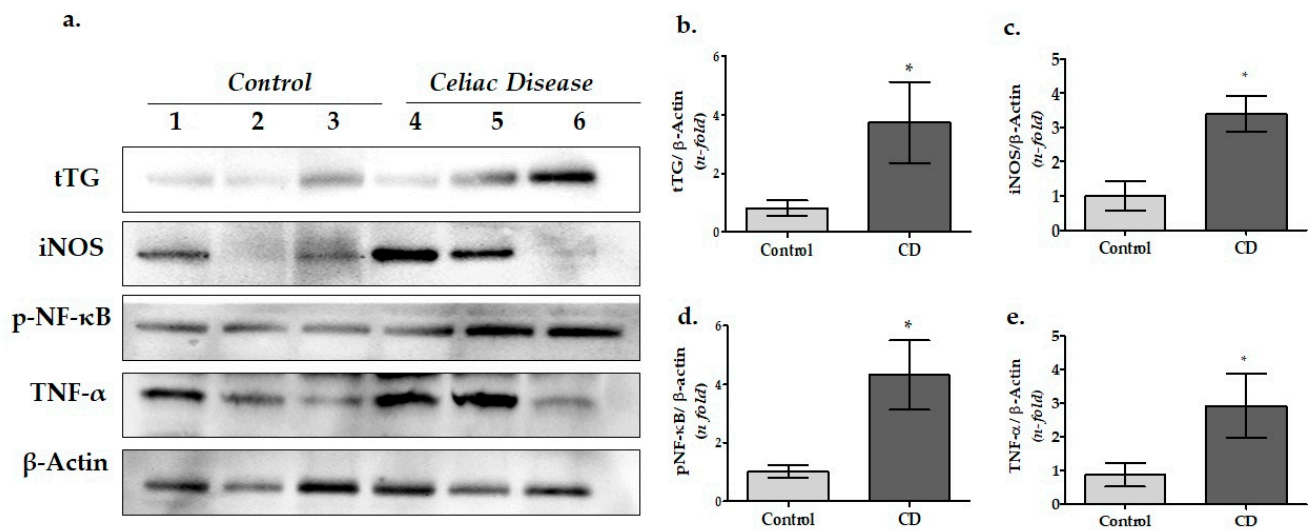 a.
Control Celiac Disease
1 2 3 4 5 6
tTG
iNOS
p-NF-κB
TNF-α
β-Actin
b.
tTG/ β-Actin
(n-fold)
6
4
2
0
*
Control CD
c.
iNOS/β-Actin
(n-fold)
5
4
3
2
1
0
*
Control CD
d.
pNF-κB/ β-actin
(n fold)
6
4
2
0
*
Control CD
e.
TNF-α/ β-Actin
(n-fold)
5
4
3
2
1
0
*
Control CD